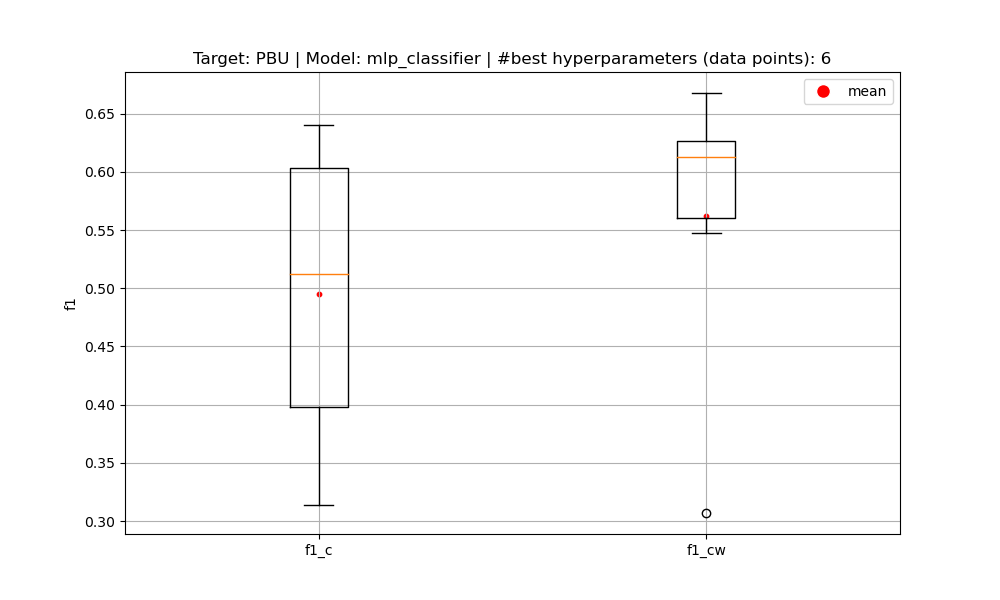 Target: PBU | Model: mlp_classifier | #best hyperparameters (data points): 6
mean
0.65
0.60
0.55
0.50
0.45
0.40
0.35
0.30
f1
f1_c
f1_cw